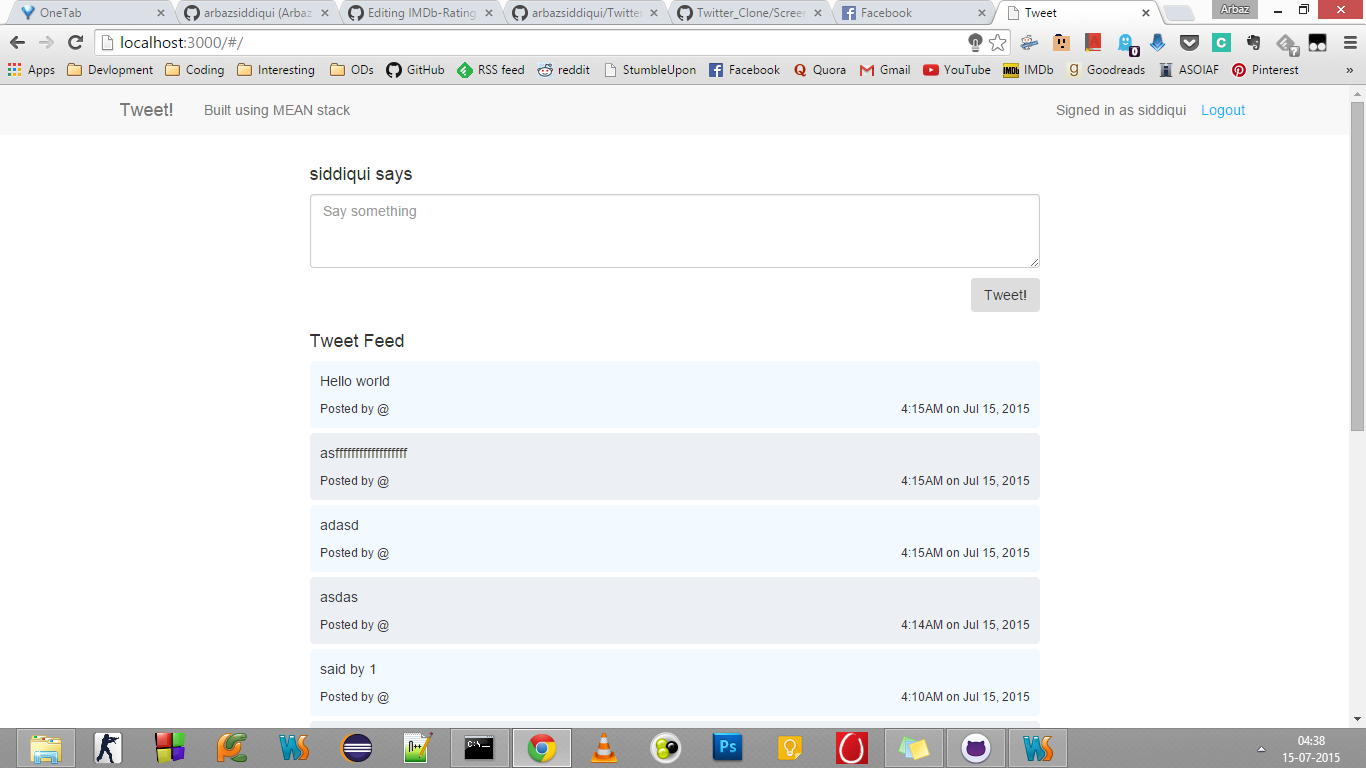 OneTab
arbazsiddiqui (Arbaz
Editing IMDb-Rating
arbazsiddiqui/Twitter
Twitter_Clone/Screen
Facebook
Tweet
Arbaz
localhost:3000/#/
0
?
Apps
Devlopment
Coding
Interesting
ODs
GitHub
RSS feed
reddit
StumbleUpon
Facebook
Quora
Gmail
YouTube
IMDb
Goodreads
ASOIAF
Pinterest
»
Tweet!
Built using MEAN stack
Signed in as siddiqui
Logout
siddiqui says
Say something
Tweet!
Tweet Feed
Hello world
Posted by @
4:15AM on Jul 15, 2015
asffffffffffffffffff
Posted by @
4:15AM on Jul 15, 2015
adasd
Posted by @
4:15AM on Jul 15, 2015
asdas
Posted by @
4:14AM on Jul 15, 2015
said by 1
Posted by @
4:10AM on Jul 15, 2015
04:38
15-07-2015